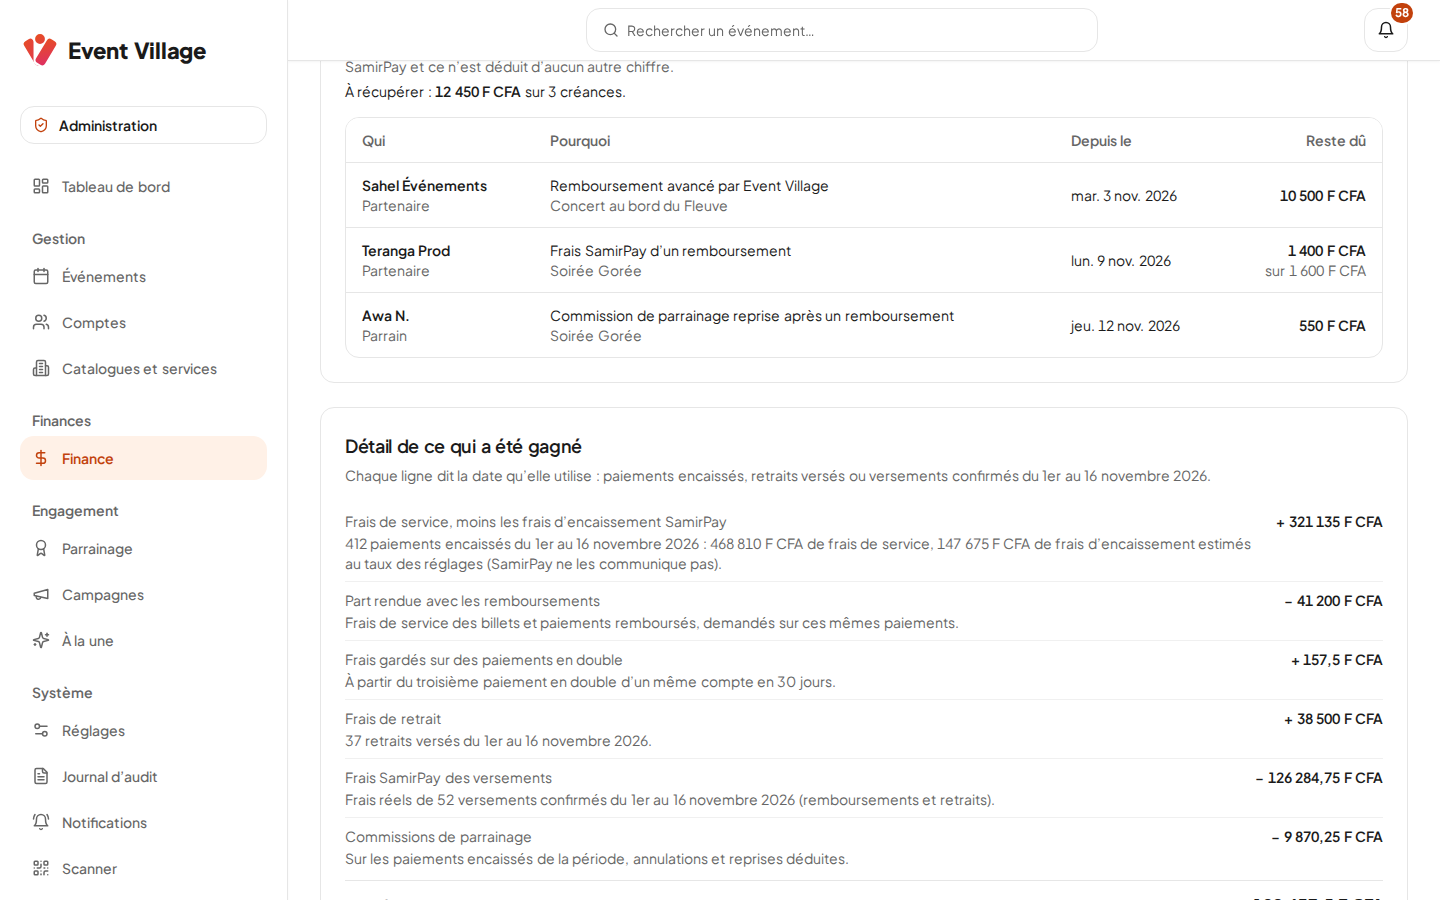 Event Village
Rechercher un événement…
58
Administration
Tableau de bord
Gestion
Événements
Comptes
Catalogues et services
Finances
Finance
Engagement
Parrainage
Campagnes
À la une
Système
Réglages
Journal d'audit
Notifications
Scanner
SamirPay et ce n'est déduit d'aucun autre chiffre.
À récupérer : 12 450 F CFA sur 3 créances.
Qui Pourquoi Depuis le Reste dû
Sahel Événements Remboursement avancé par Event Village mar. 3 nov. 2026 10 500 F CFA
Partenaire Concert au bord du Fleuve
Teranga Prod Frais SamirPay d'un remboursement lun. 9 nov. 2026 1 400 F CFA
Partenaire Soirée Gorée sur 1 600 F CFA
Awa N. Commission de parrainage reprise après un remboursement jeu. 12 nov. 2026 550 F CFA
Parrain Soirée Gorée
Détail de ce qui a été gagné
Chaque ligne dit la date qu'elle utilise : paiements encaissés, retraits versés ou versements confirmés du 1er au 16 novembre 2026.
Frais de service, moins les frais d'encaissement SamirPay + 321 135 F CFA
412 paiements encaissés du 1er au 16 novembre 2026 : 468 810 F CFA de frais de service, 147 675 F CFA de frais d'encaissement estimés
au taux des réglages (SamirPay ne les communique pas).
Part rendue avec les remboursements − 41 200 F CFA
Frais de service des billets et paiements remboursés, demandés sur ces mêmes paiements.
Frais gardés sur des paiements en double + 157,5 F CFA
À partir du troisième paiement en double d'un même compte en 30 jours.
Frais de retrait + 38 500 F CFA
37 retraits versés du 1er au 16 novembre 2026.
Frais SamirPay des versements − 126 284,75 F CFA
Frais réels de 52 versements confirmés du 1er au 16 novembre 2026 (remboursements et retraits).
Commissions de parrainage − 9 870,25 F CFA
Sur les paiements encaissés de la période, annulations et reprises déduites.